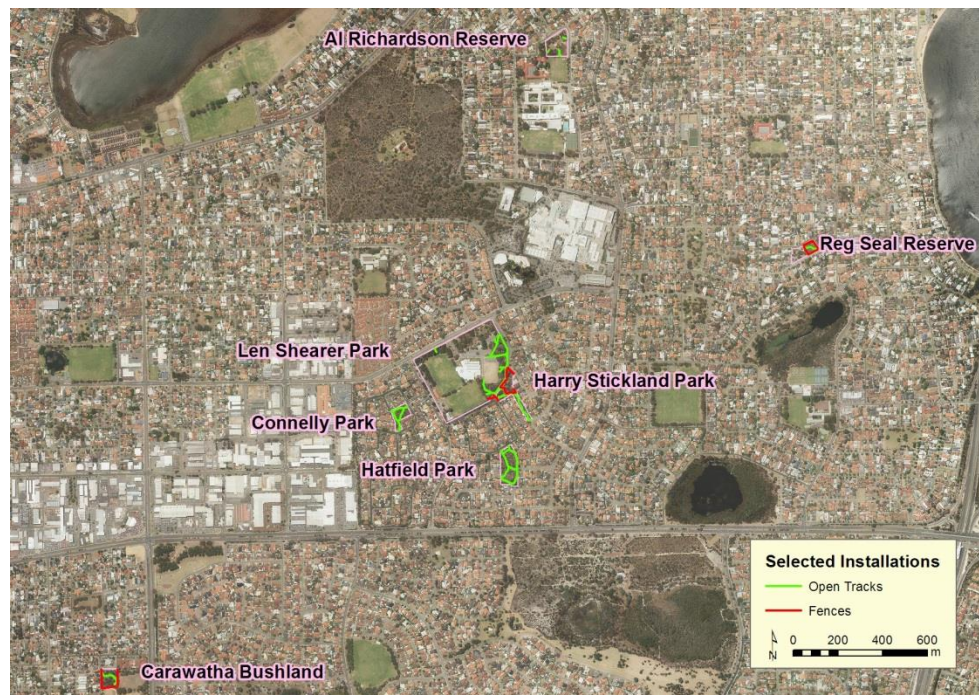 Al Richardson Reserve
Reg Seal Reserve
Len Shearer Park
Harry Stickland Park
Connelly Park
Hatfield Park
Carawatha Bushland
Selected Installations
Open Tracks
Fences
N
0 200 400 600
m